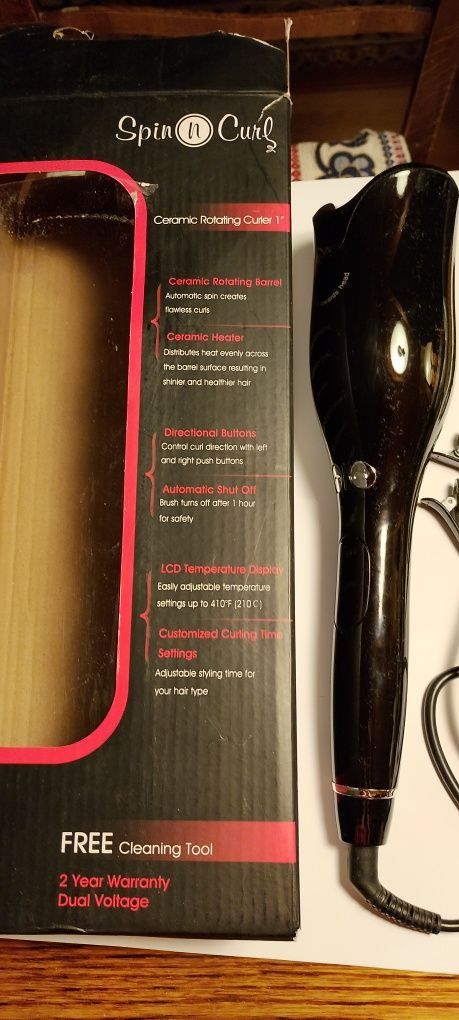 Spin n Curl
Ceramic Rotating Curler 1"
Ceramic Rotating Barrel
Automatic spin creates
flawless curls
Ceramic Heater
Distributes heat evenly across
the barrel surface resulting in
shinier and healthier hair
Directional Buttons
Control curl direction with left
and right push buttons
Automatic Shut Off
Brush turns off after 1 hour
for safety
LCD Temperature Display
Easily adjustable temperature
settings up to 410°F (210 C)
Customized Curling Time
Settings
Adjustable styling time for
your hair type
FREE Cleaning Tool
2 Year Warranty
Dual Voltage
head